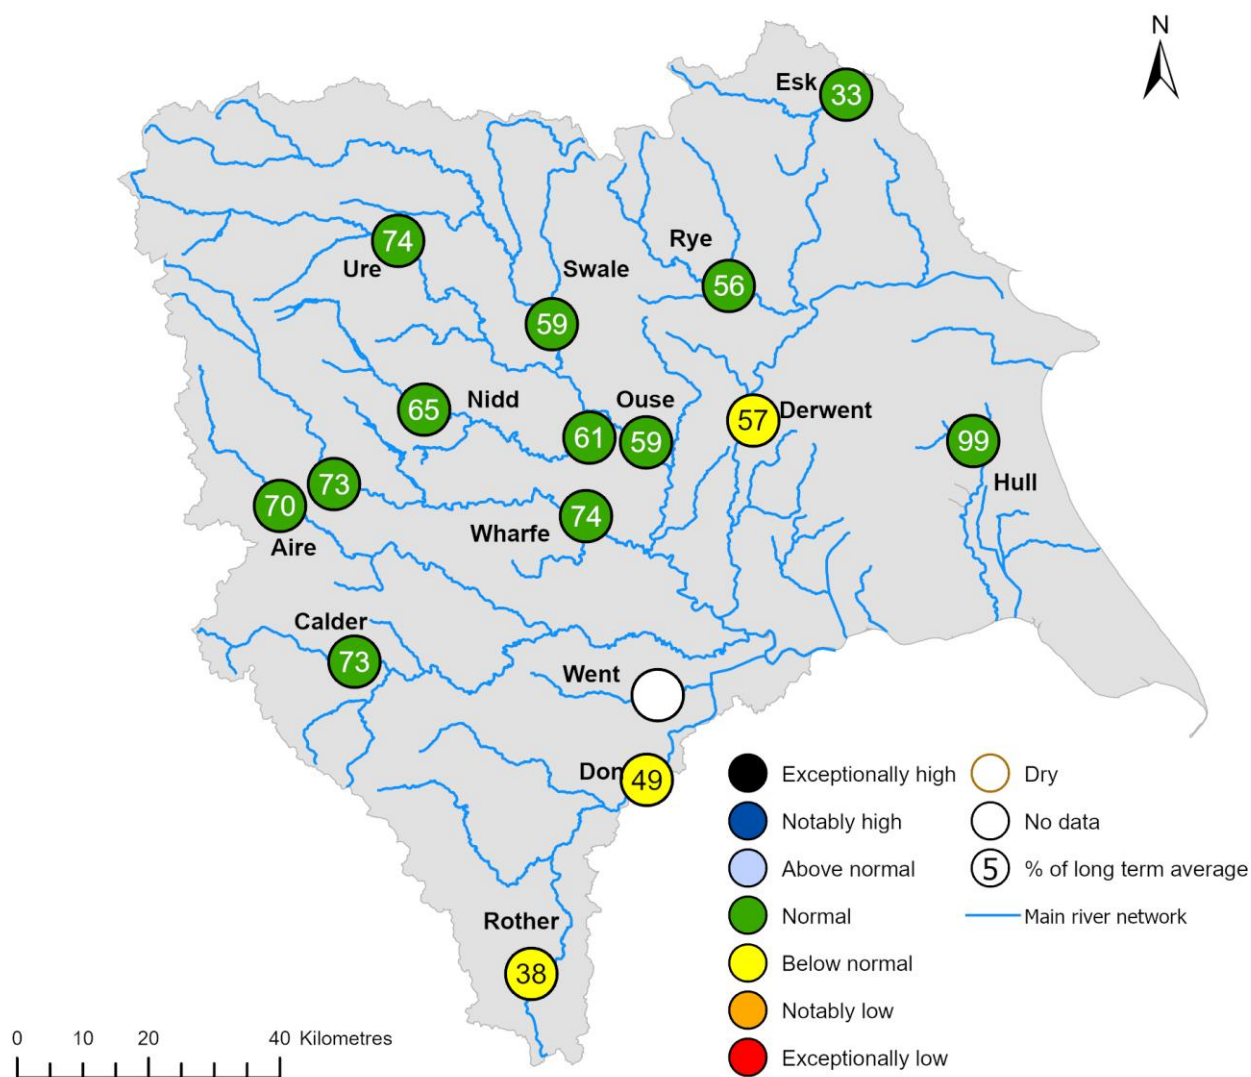 N
Esk
33
74
Ure
Rye
56
Swale
59
65
Nidd
Ouse
61
59
57
Derwent
99
Hull
73
70
Aire
74
Wharfe
Calder
73
Went
Don
49
Rother
38
Exceptionally high
Notably high
Above normal
Normal
Below normal
Notably low
Exceptionally low
Dry
No data
5 % of long term average
Main river network
0 10 20 40 Kilometres